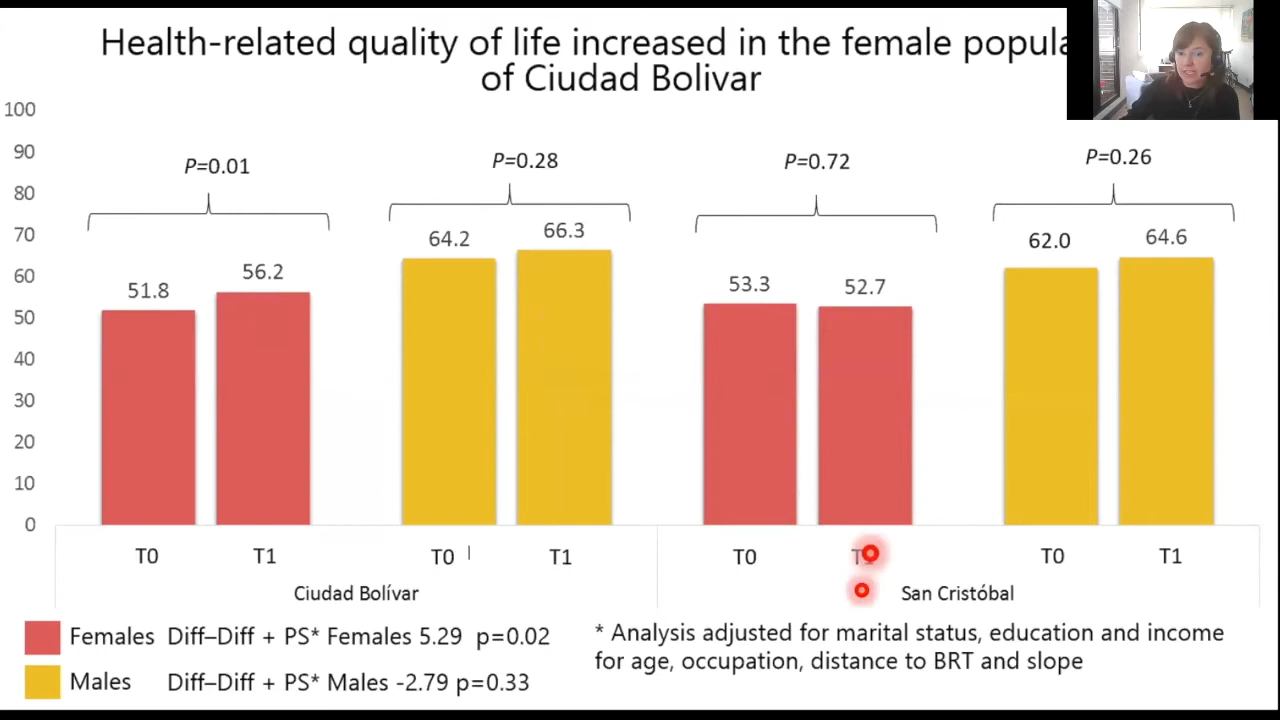 Health-related quality of life increased in the female
of Ciudad Bolivar
100
90
80
70
60
50
40
30
20
10
0
P=0.01
P=0.28
P=0.72
P=0.26
51.8
56.2
64.2
66.3
53.3
52.7
62.0
64.6
T0
T1
T0
T1
T0
T0
T1
Ciudad Bolívar
San Cristóbal
Females Diff–Diff + PS* Females 5.29 p=0.02
Males Diff–Diff + PS* Males -2.79 p=0.33
* Analysis adjusted for marital status, education and income
for age, occupation, distance to BRT and slope